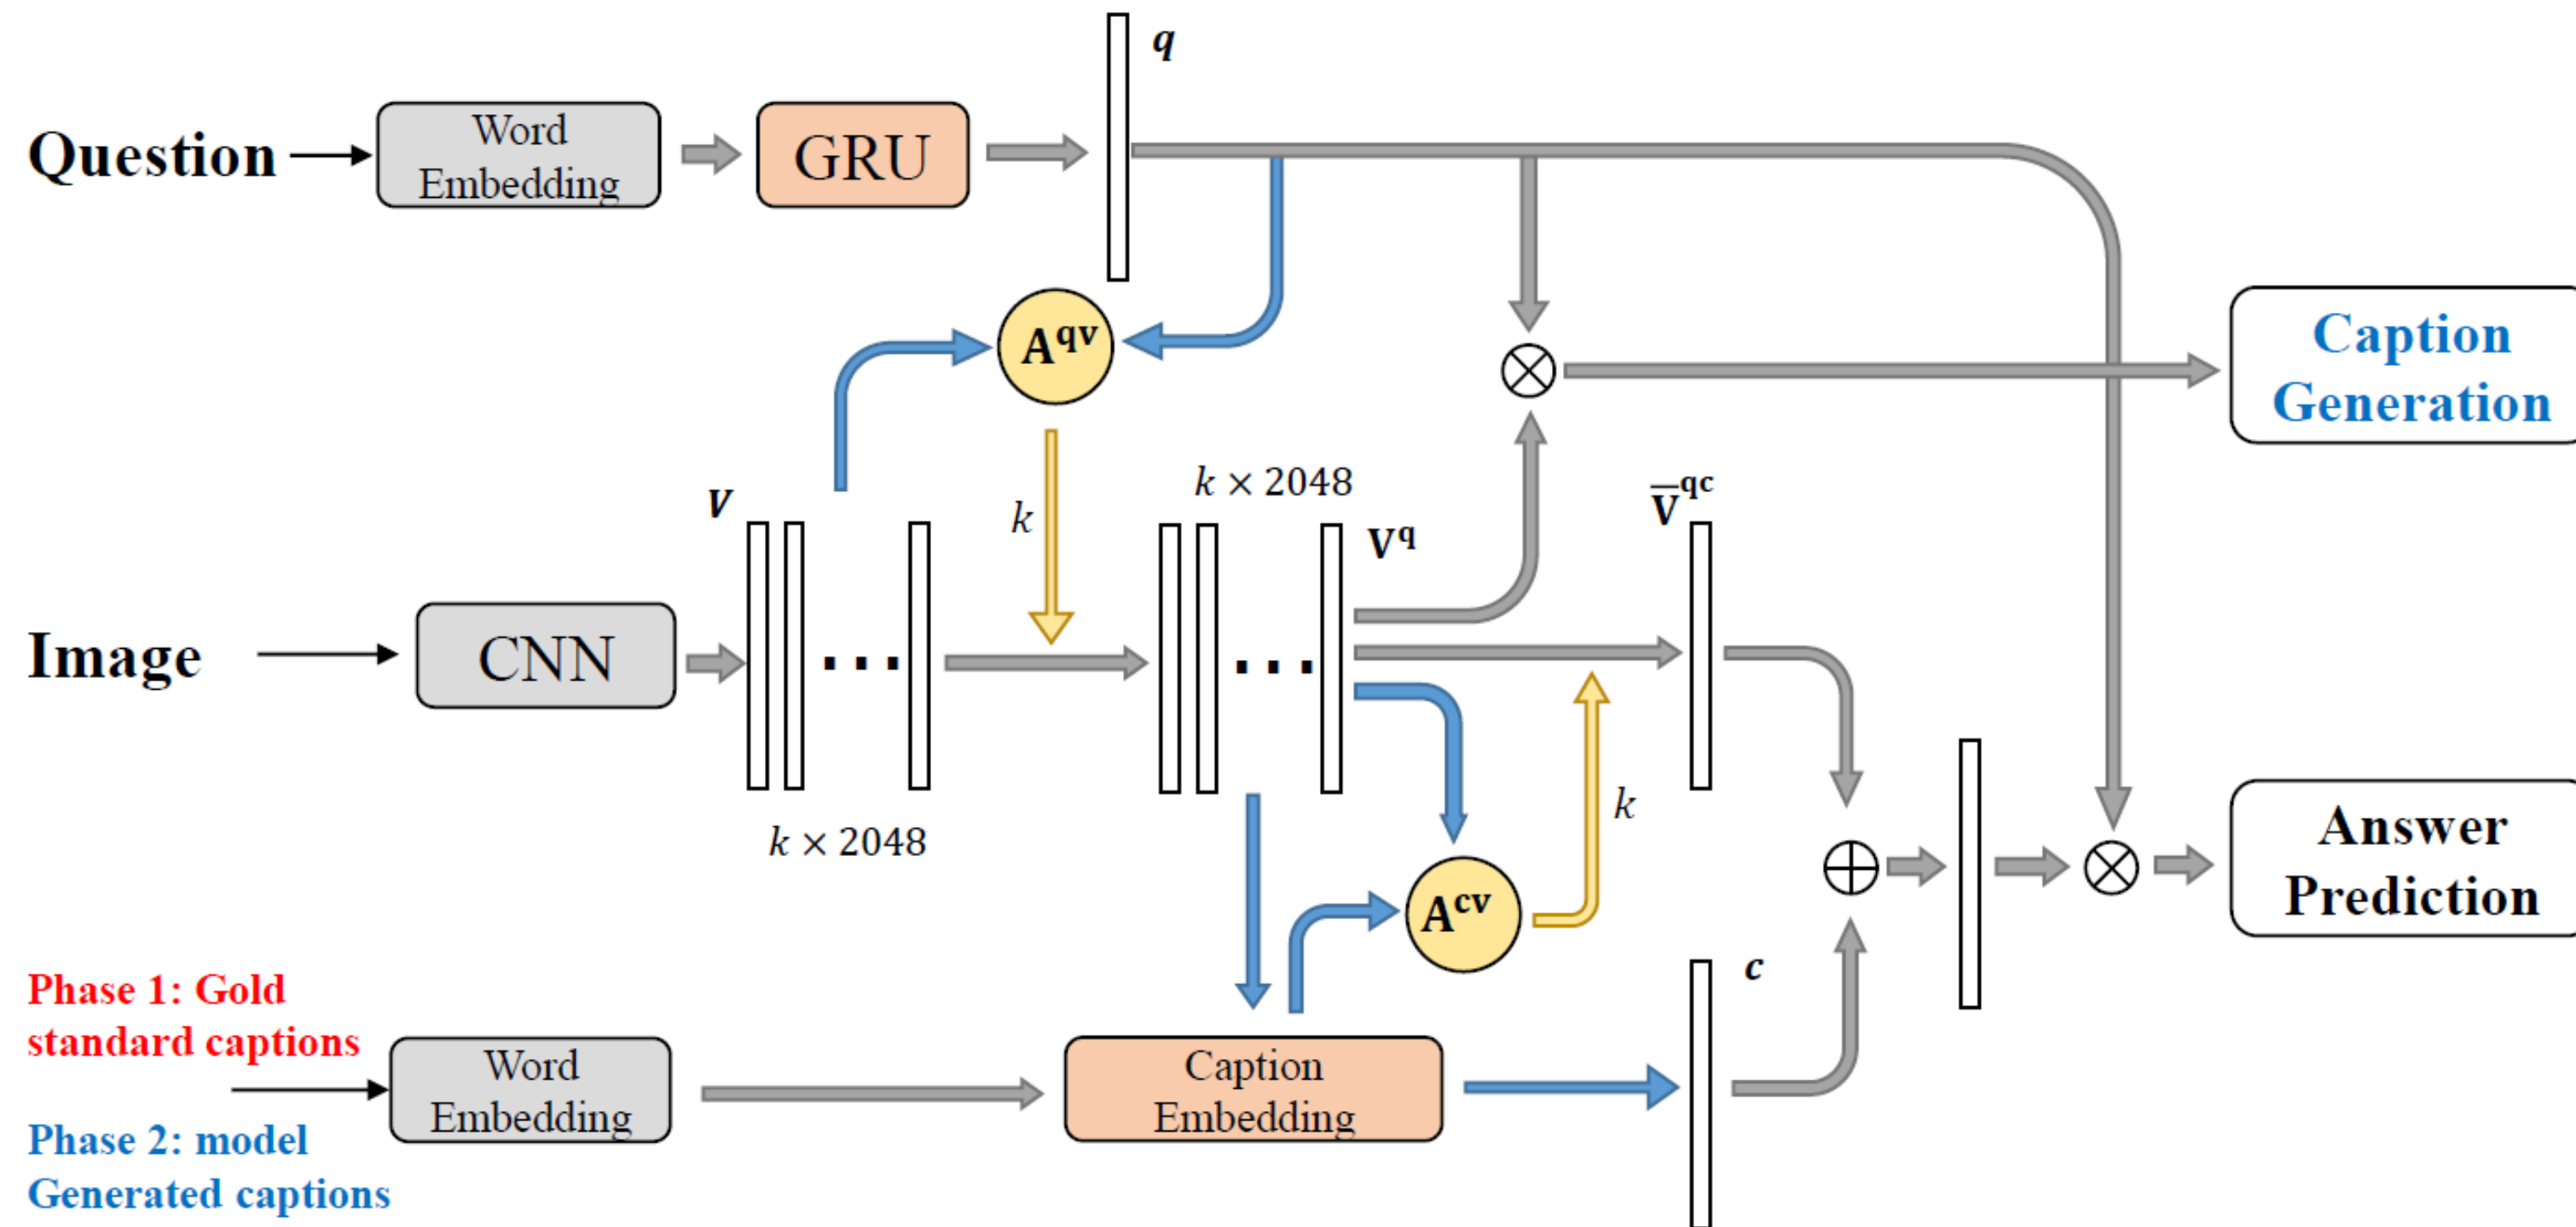 q
Question
Word
Embedding
GRU
A^qv
Caption
Generation
V
k
k × 2048
V^q
V̅^qc
Image
CNN
...
...
k × 2048
k
A^cv
Answer
Prediction
Phase 1: Gold
standard captions
Phase 2: model
Generated captions
Word
Embedding
Caption
Embedding
c